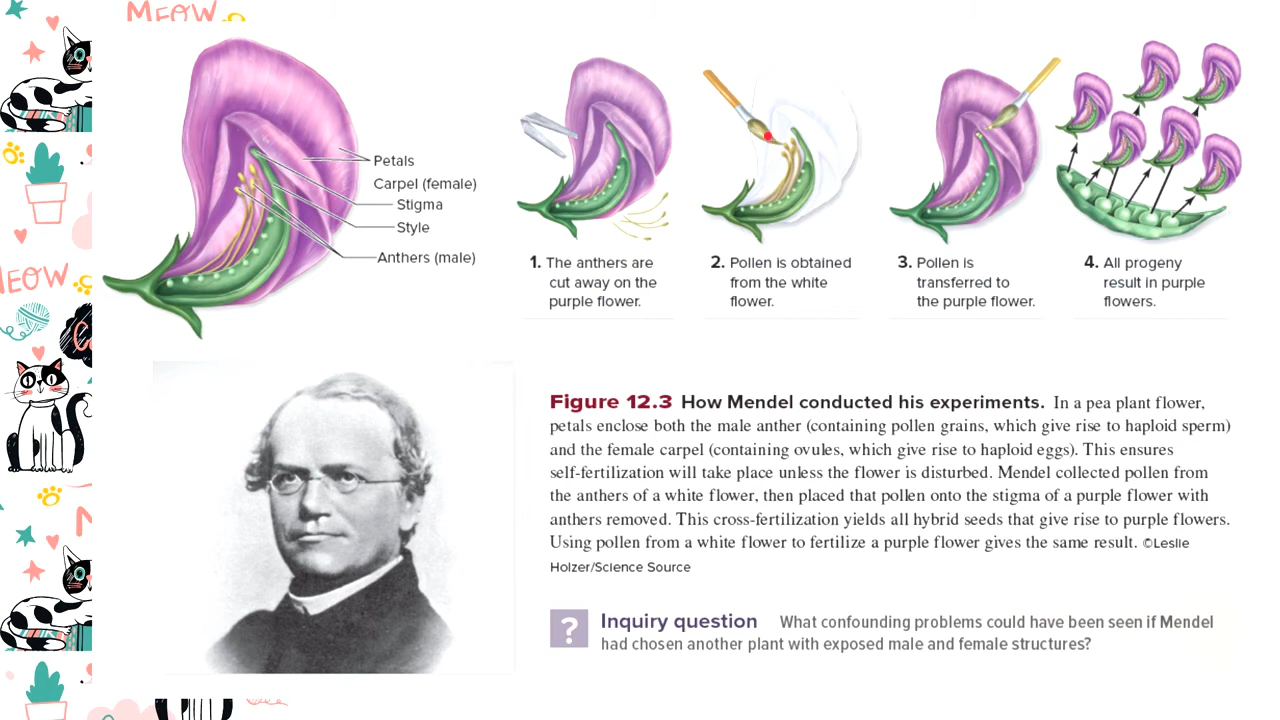 MEOW
Petals
Carpel (female)
Stigma
Style
Anthers (male)
1. The anthers are
cut away on the
purple flower.
2. Pollen is obtained
from the white
flower.
3. Pollen is
transferred to
the purple flower.
4. All progeny
result in purple
flowers.
MEOW
Figure 12.3 How Mendel conducted his experiments. In a pea plant flower,
petals enclose both the male anther (containing pollen grains, which give rise to haploid sperm)
and the female carpel (containing ovules, which give rise to haploid eggs). This ensures
self-fertilization will take place unless the flower is disturbed. Mendel collected pollen from
the anthers of a white flower, then placed that pollen onto the stigma of a purple flower with
anthers removed. This cross-fertilization yields all hybrid seeds that give rise to purple flowers.
Using pollen from a white flower to fertilize a purple flower gives the same result. ©Leslie
Holzer/Science Source
? Inquiry question What confounding problems could have been seen if Mendel
had chosen another plant with exposed male and female structures?